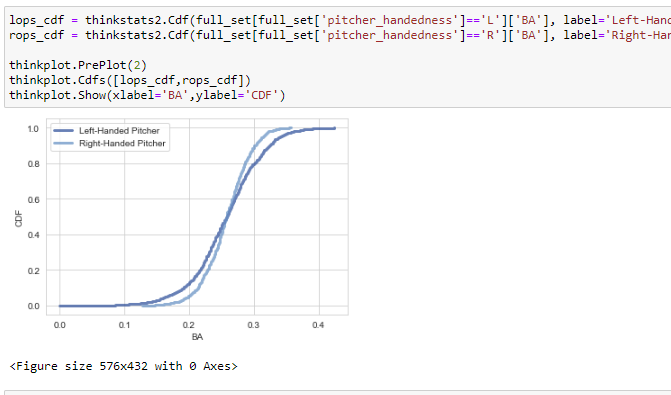 lops_cdf = thinkstats2.Cdf(full_set[full_set['pitcher_handedness']=='L']['BA'], label='Left-Hand
rops_cdf = thinkstats2.Cdf(full_set[full_set['pitcher_handedness']=='R']['BA'], label='Right-Han
thinkplot.PrePlot(2)
thinkplot.Cdfs([lops_cdf,rops_cdf])
thinkplot.Show(xlabel='BA',ylabel='CDF')
Left-Handed Pitcher
Right-Handed Pitcher
1.0
0.8
0.6
0.4
0.2
0.0
CDF
0.0 0.1 0.2 0.3 0.4
BA
<Figure size 576x432 with 0 Axes>